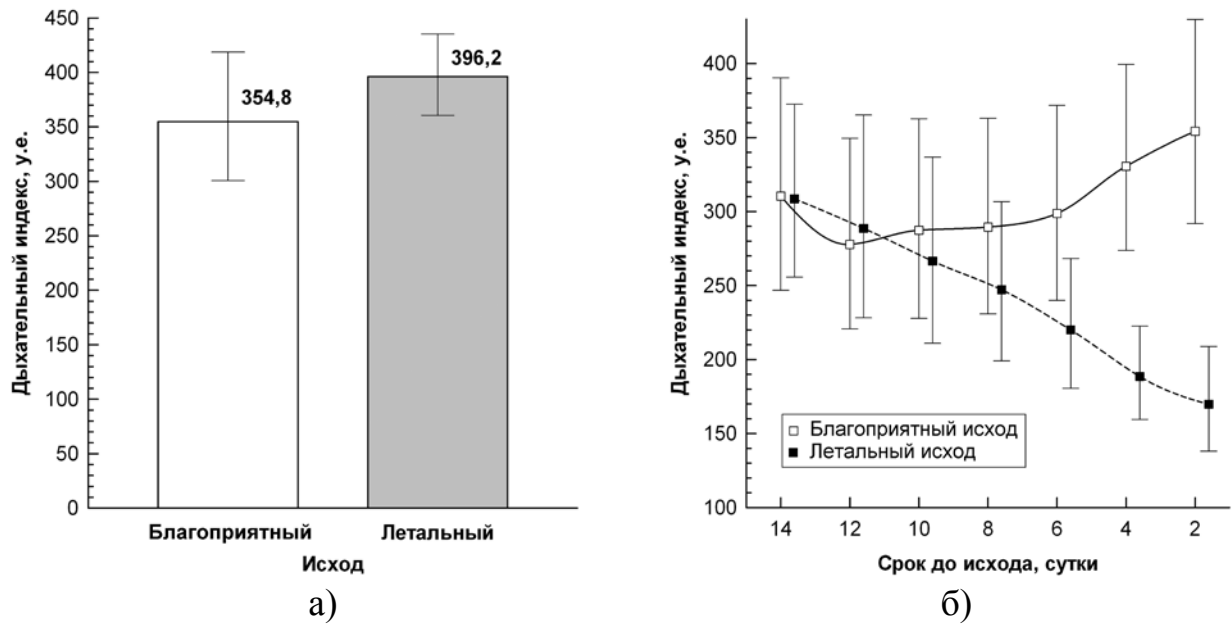 Дыхательный индекс, у.е.
450
400
350
300
250
200
150
100
50
0
354,8
396,2
Благоприятный Летальный
Исход
а)
Дыхательный индекс, у.е.
400
350
300
250
200
150
100
Благоприятный исход
Летальный исход
14 12 10 8 6 4 2
Срок до исхода, сутки
б)